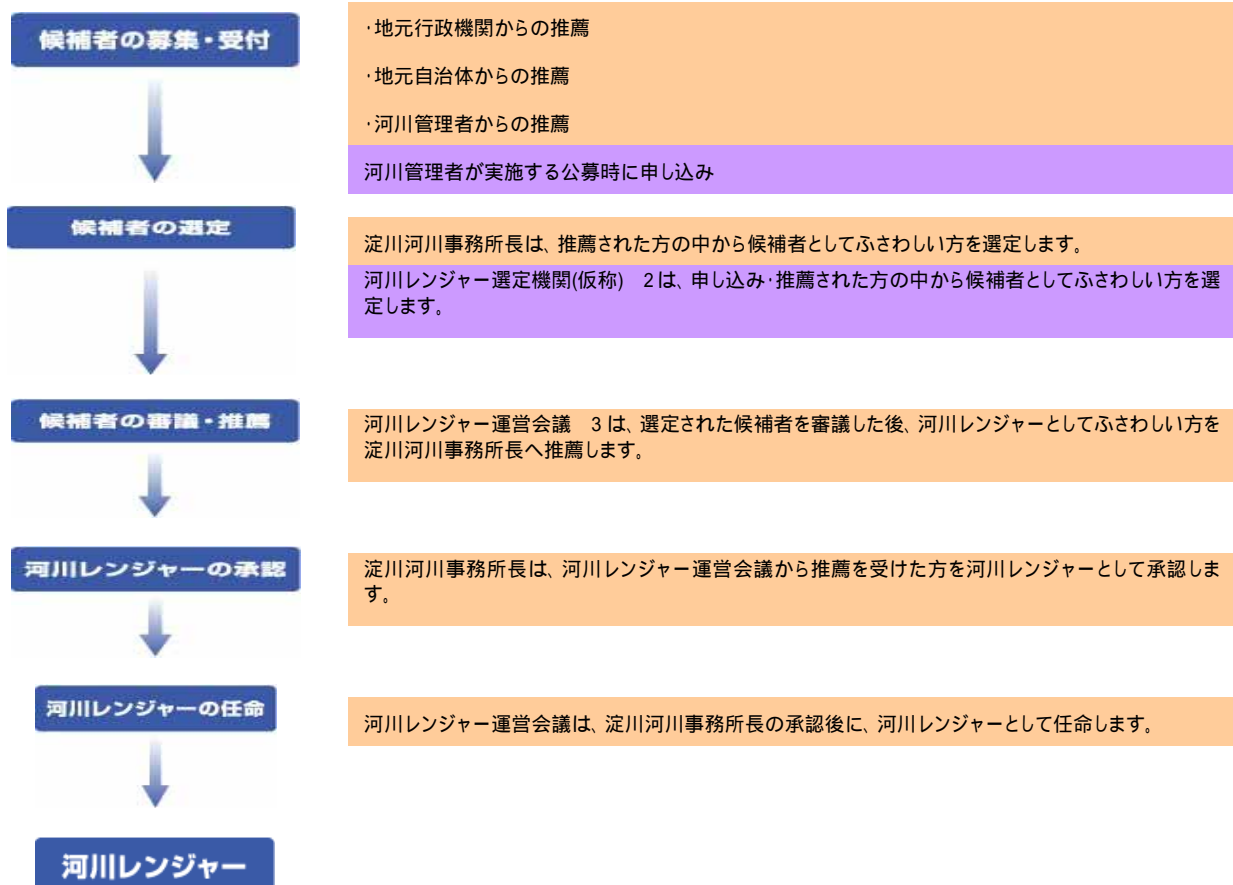 候補者の募集・受付
・地元行政機関からの推薦
・地元自治体からの推薦
・河川管理者からの推薦
河川管理者が実施する公募時に申し込み
候補者の選定
淀川河川事務所長は、推薦された方の中から候補者としてふさわしい方を選定します。
河川レンジャー選定機関(仮称) 2は、申し込み・推薦された方の中から候補者としてふさわしい方を選
定します。
候補者の審議・推薦
河川レンジャー運営会議 3は、選定された候補者を審議した後、河川レンジャーとしてふさわしい方を
淀川河川事務所長へ推薦します。
河川レンジャーの承認
淀川河川事務所長は、河川レンジャー運営会議から推薦を受けた方を河川レンジャーとして承認しま
す。
河川レンジャーの任命
河川レンジャー運営会議は、淀川河川事務所長の承認後に、河川レンジャーとして任命します。
河川レンジャー